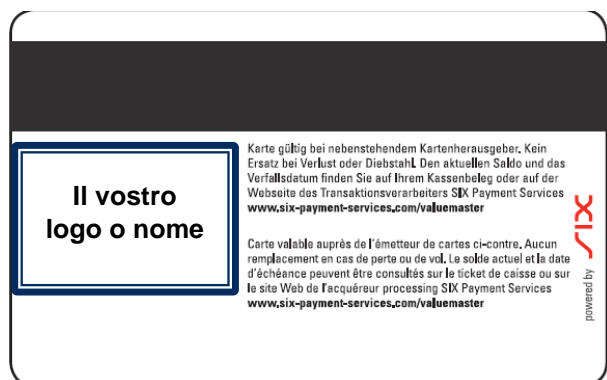 Il vostro
logo o nome
Karte gültig bei nebenstehendem Kartenherausgeber. Kein
Ersatz bei Verlust oder Diebstahl. Den aktuellen Saldo und das
Verfallsdatum finden Sie auf Ihrem Kassenbeleg oder auf der
Webseite des Transaktionsverarbeiters SIX Payment Services
www.six-payment-services.com/valuemaster
Carte valable auprès de l'émetteur de cartes ci-contre. Aucun
remplacement en cas de perte ou de vol. Le solde actuel et la date
d'échéance peuvent être consultés sur le ticket de caisse ou sur
le site Web de l'acquéreur processing SIX Payment Services
www.six-payment-services.com/valuemaster
powered by SIX